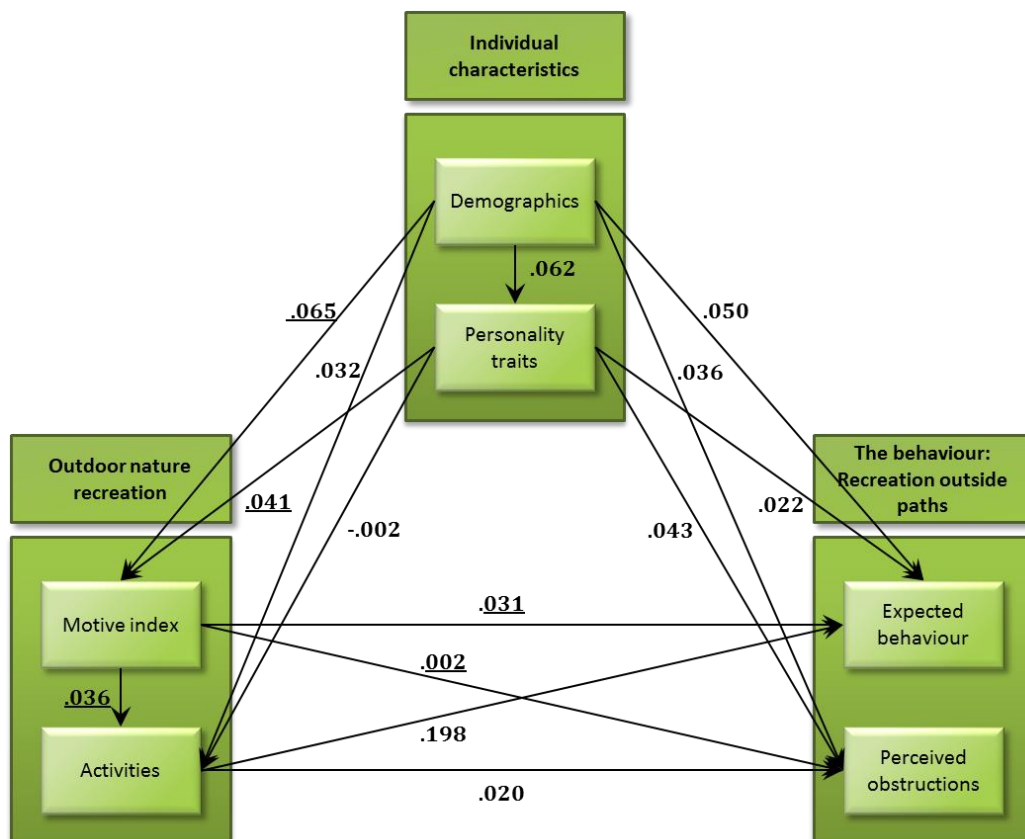 Individual
characteristics
Demographics
.062
Personality
traits
.065
.032
.050
.036
Outdoor nature
recreation
The behaviour:
Recreation outside
paths
.041
-.002
.022
.043
Motive index
.031
Expected
behaviour
.002
.036
.198
Activities
.020
Perceived
obstructions